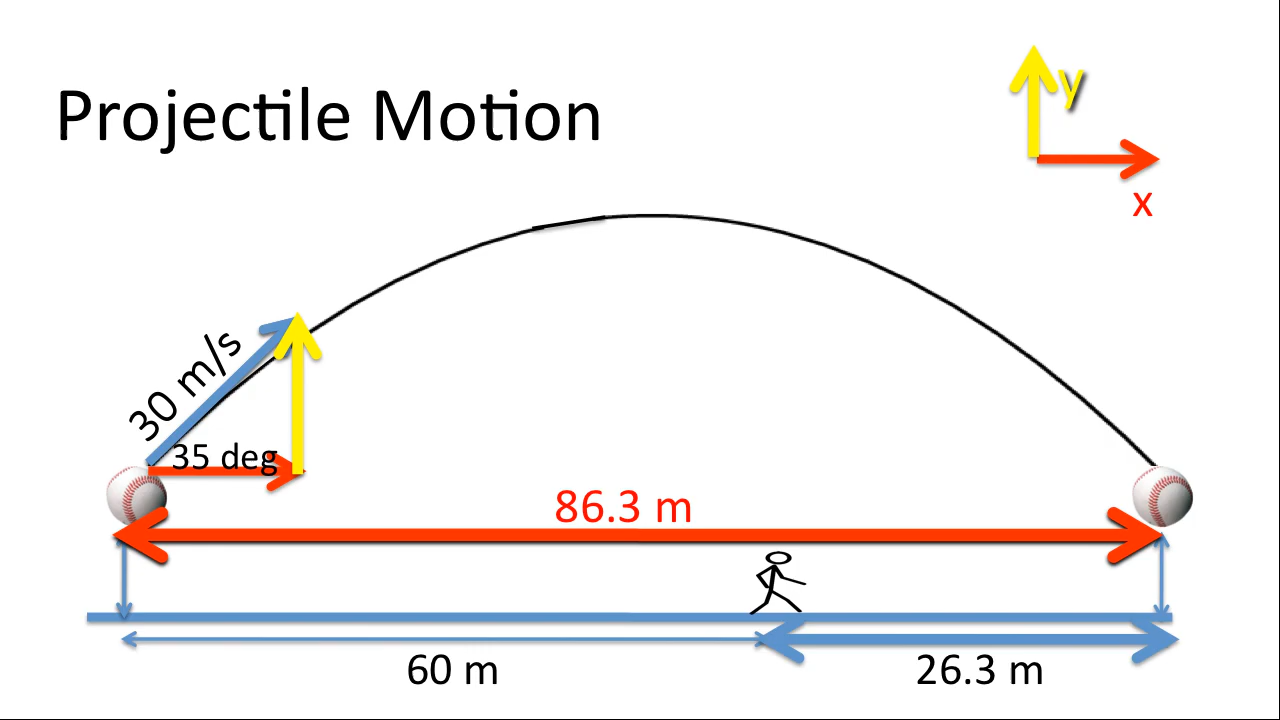 Projectile Motion
y
x
30 m/s
35 deg
86.3 m
60 m
26.3 m